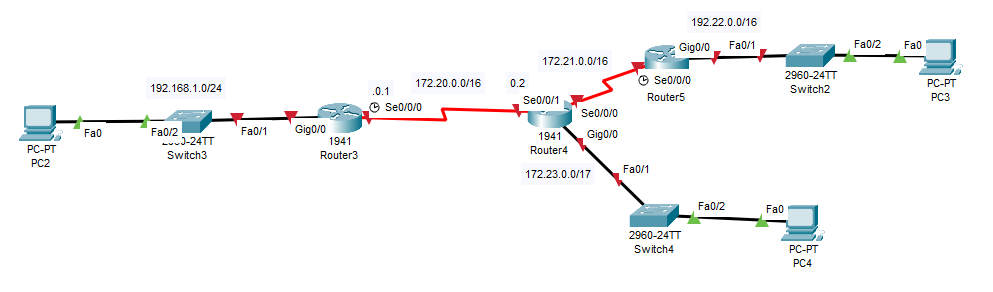 192.22.0.0/16
Gig0/0
Fa0/1
Fa0/2
Fa0
172.21.0.0/16
Se0/0/0
Router5
2960-24TT
Switch2
PC-PT
PC3
192.168.1.0/24
172.20.0.0/16
0.2
.0.1
Se0/0/0
Se0/0/1
Se0/0/0
Fa0
Fa0/2
Fa0/1
Gig0/0
PC-PT
PC2
2960-24TT
Switch3
1941
Router3
1941
Router4
Gig0/0
172.23.0.0/17
Fa0/1
Fa0/2
Fa0
2960-24TT
Switch4
PC-PT
PC4